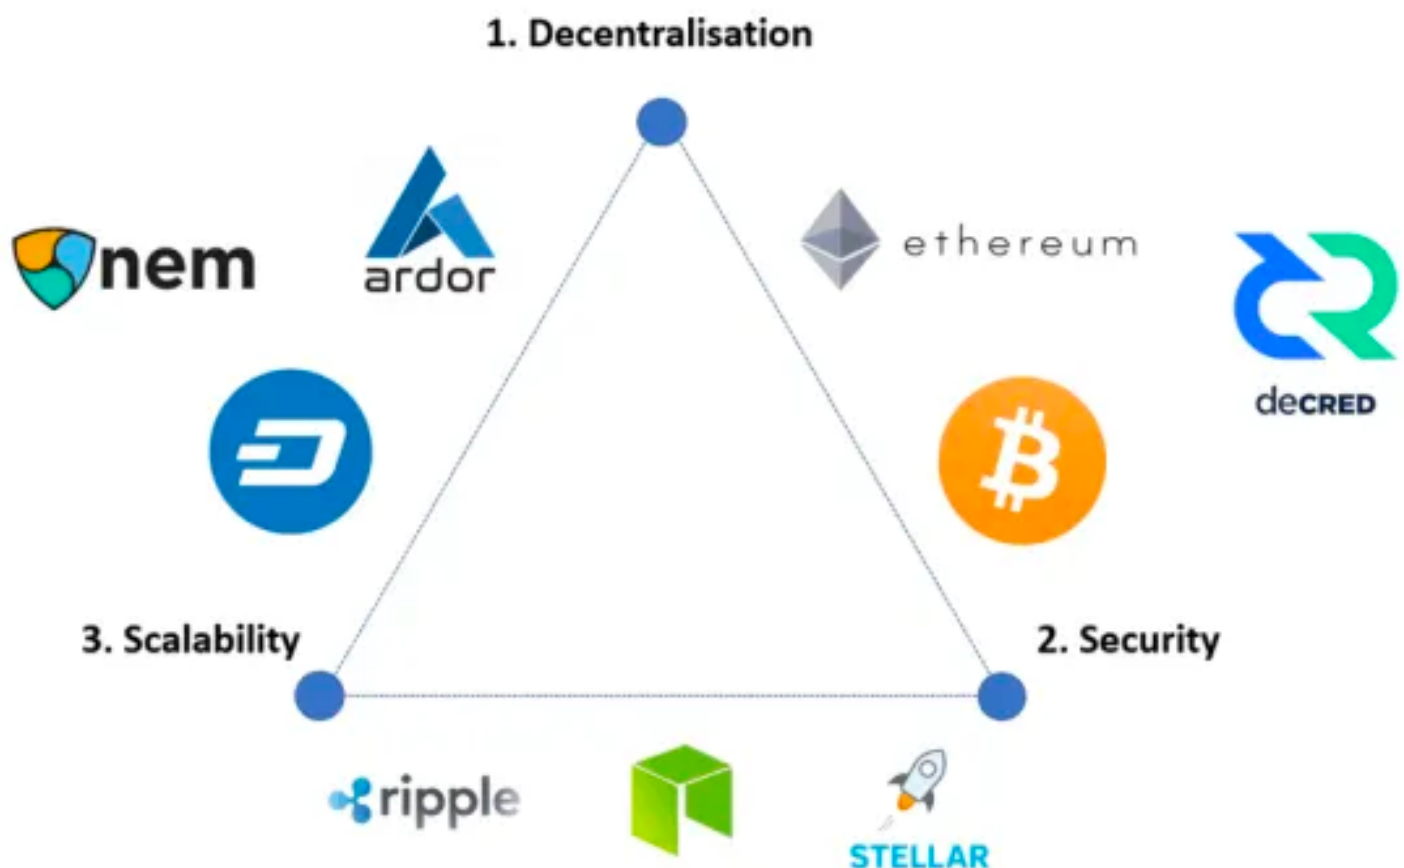 1. Decentralisation
nem
ardor
ethereum
deCRED
3. Scalability
2. Security
ripple
STELLAR